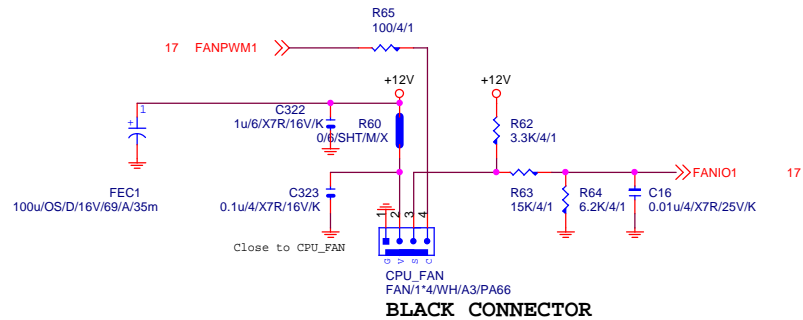 R65
100/4/1
17 FANPWM1
+12V
+12V
1
+
C322
1u/6/X7R/16V/K
R60
0/6/SHT/M/X
R62
3.3K/4/1
FANIO1 17
FEC1
100u/OS/D/16V/69/A/35m
C323
0.1u/4/X7R/16V/K
R63
15K/4/1
R64
6.2K/4/1
C16
0.01u/4/X7R/25V/K
1 2 3 4
Close to CPU_FAN
G V S C
CPU_FAN
FAN/1*4/WH/A3/PA66
BLACK CONNECTOR